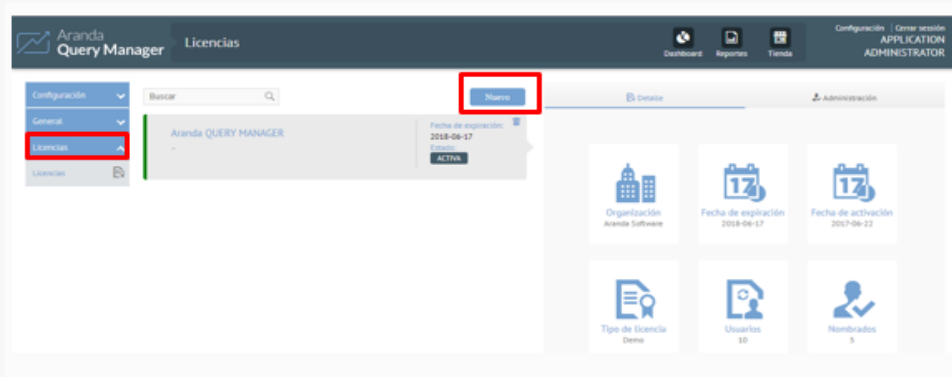 Aranda
Query Manager
Licencias
Dashboard
Reportes
Tienda
Configuración | Cerrar sesión
APPLICATION
ADMINISTRATOR
Configuración
General
Licencias
Licencias
Buscar
Nuevo
Aranda QUERY MANAGER
-
Fecha de expiración:
2018-06-17
Estado:
ACTIVA
Detalle
Administración
Organización
Aranda Software
17
Fecha de expiración
2018-06-17
17
Fecha de activación
2017-06-22
Tipo de licencia
Demo
Usuarios
10
Nombrados
5